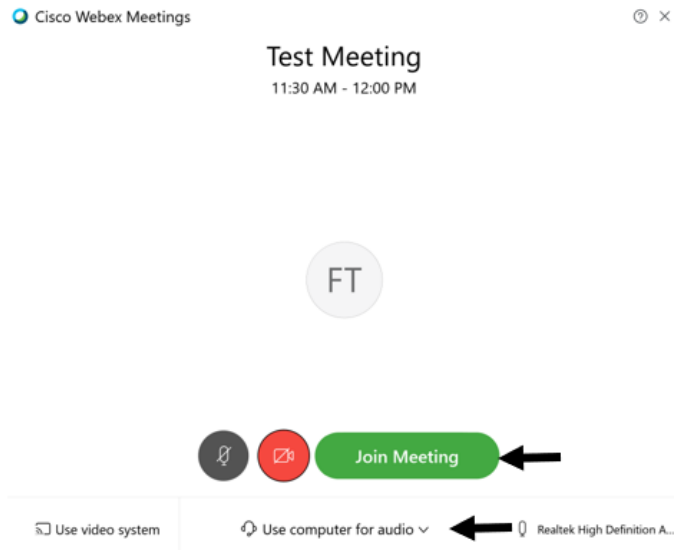 Cisco Webex Meetings
Test Meeting
11:30 AM - 12:00 PM
FT
Join Meeting
Use video system
Use computer for audio
Realtek High Definition A...